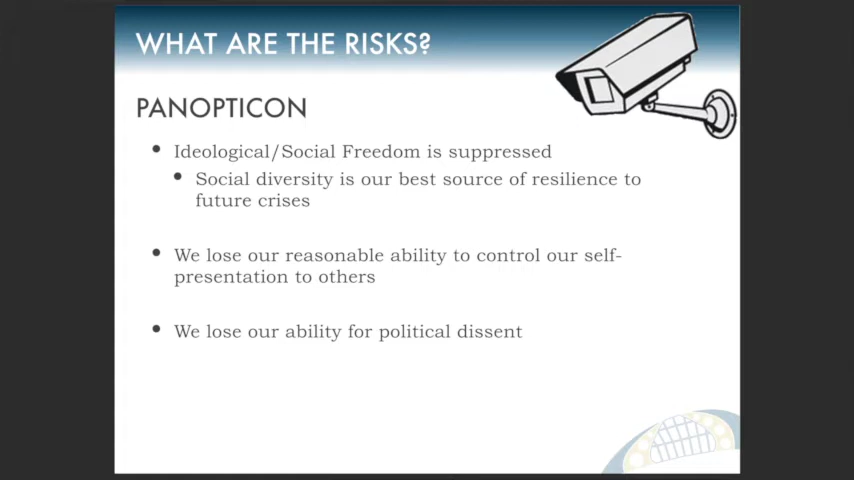 WHAT ARE THE RISKS?
PANOPTICON
• Ideological/Social Freedom is suppressed
• Social diversity is our best source of resilience to
future crises
• We lose our reasonable ability to control our self-
presentation to others
• We lose our ability for political dissent